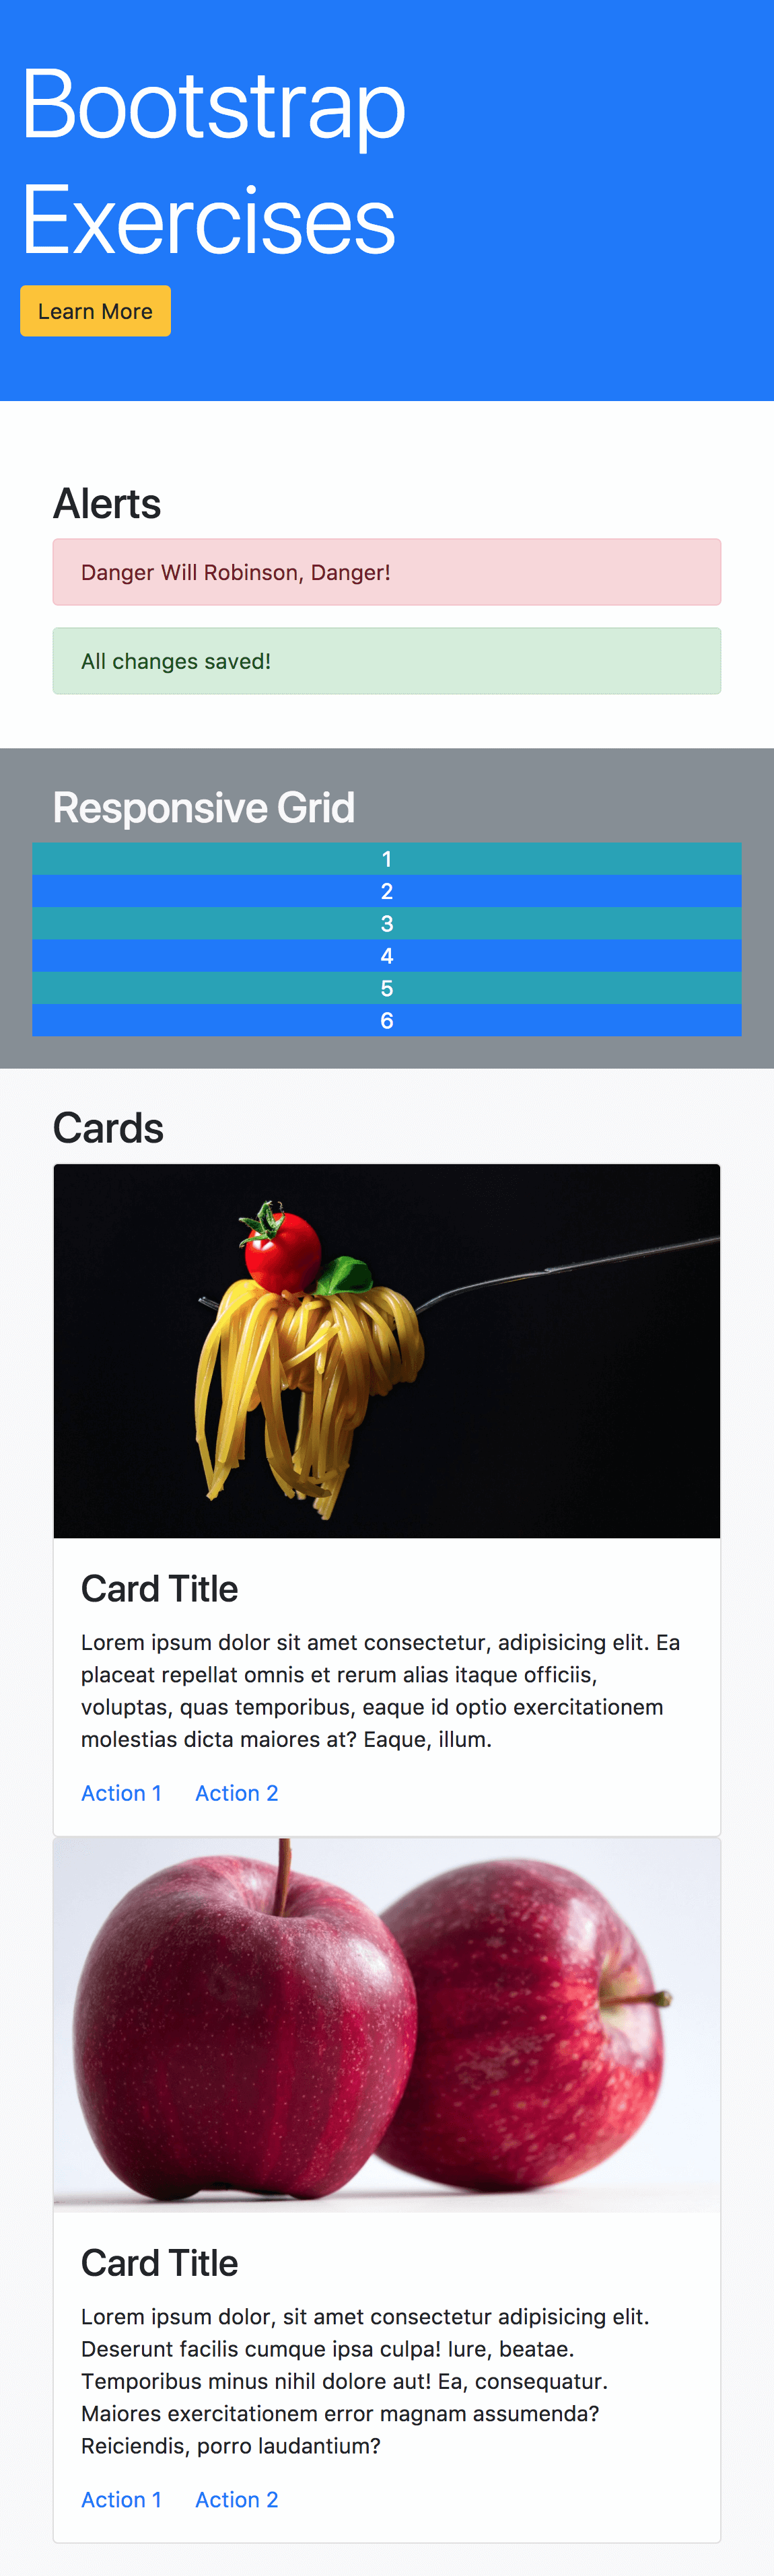 Bootstrap
Exercises
Learn More
Alerts
Danger Will Robinson, Danger!
All changes saved!
Responsive Grid
1
2
3
4
5
6
Cards
Card Title
Lorem ipsum dolor sit amet consectetur, adipisicing elit. Ea
placeat repellat omnis et rerum alias itaque officiis,
voluptas, quas temporibus, eaque id optio exercitationem
molestias dicta maiores at? Eaque, illum.
Action 1 Action 2
Card Title
Lorem ipsum dolor, sit amet consectetur adipisicing elit.
Deserunt facilis cumque ipsa culpa! Iure, beatae.
Temporibus minus nihil dolore aut! Ea, consequatur.
Maiores exercitationem error magnam assumenda?
Reiciendis, porro laudantium?
Action 1 Action 2